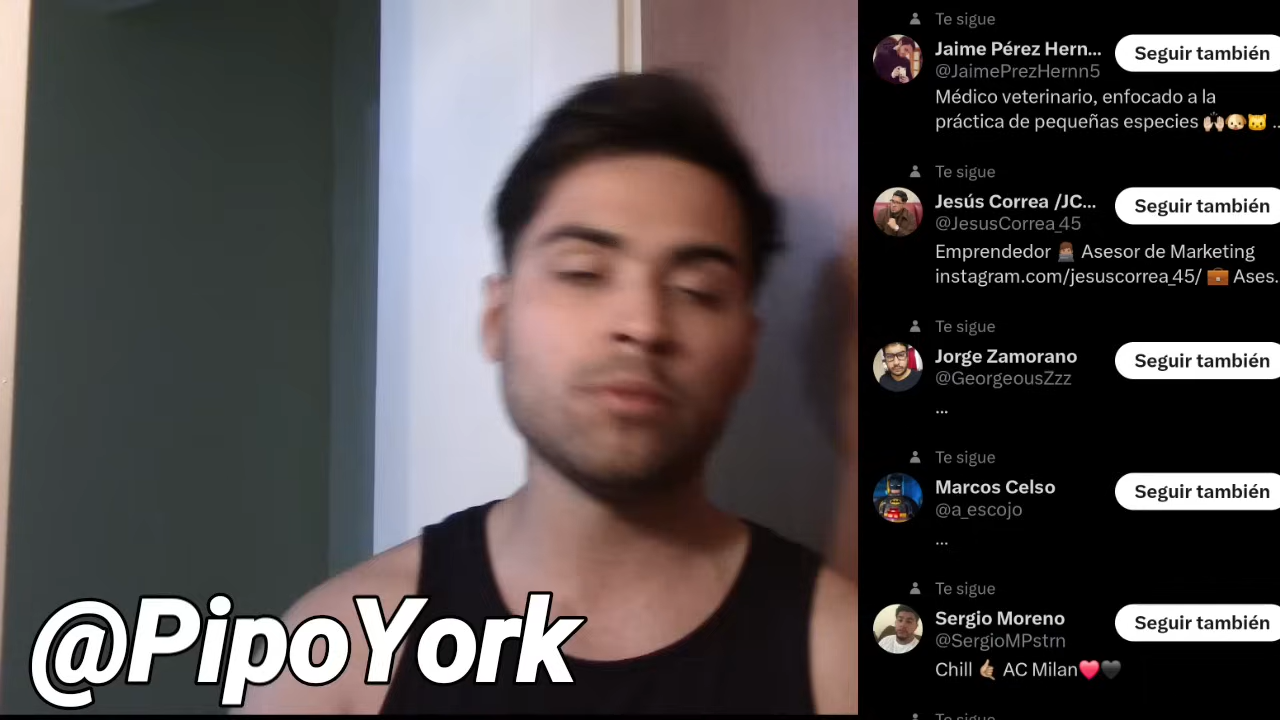 @PipoYork
Te sigue
Jaime Pérez Hern...
Seguir también
@JaimePrezHernn5
Médico veterinario, enfocado a la
práctica de pequeñas especies 🙌🏻🐶🐱 ..
Te sigue
Jesús Correa /JC...
Seguir también
@JesusCorrea_45
Emprendedor 👨🏽‍💻 Asesor de Marketing
instagram.com/jesuscorrea_45/ 💼 Ases.
Te sigue
Jorge Zamorano
Seguir también
@GeorgeousZzz
...
Te sigue
Marcos Celso
Seguir también
@a_escojo
...
Te sigue
Sergio Moreno
Seguir también
@SergioMPstrn
Chill 🤙🏼 AC Milan❤️🖤
Te sigue